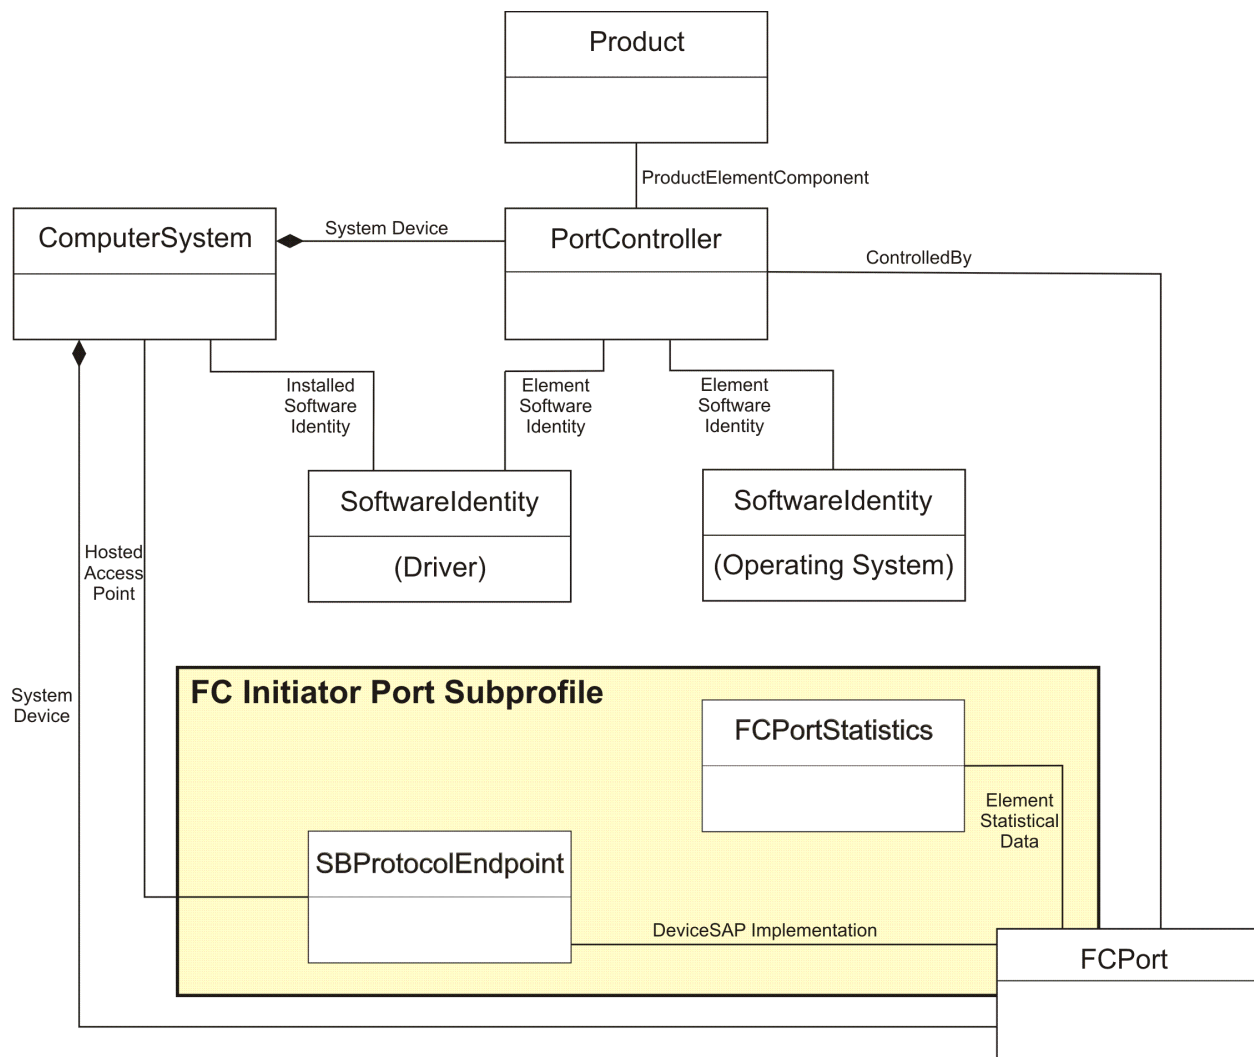 Product
ProductElementComponent
ComputerSystem
System Device
PortController
ControlledBy
Installed
Software
Identity
Element
Software
Identity
Element
Software
Identity
SoftwareIdentity
(Driver)
SoftwareIdentity
(Operating System)
Hosted
Access
Point
System
Device
FC Initiator Port Subprofile
FCPortStatistics
Element
Statistical
Data
SBProtocolEndpoint
DeviceSAP Implementation
FCPort